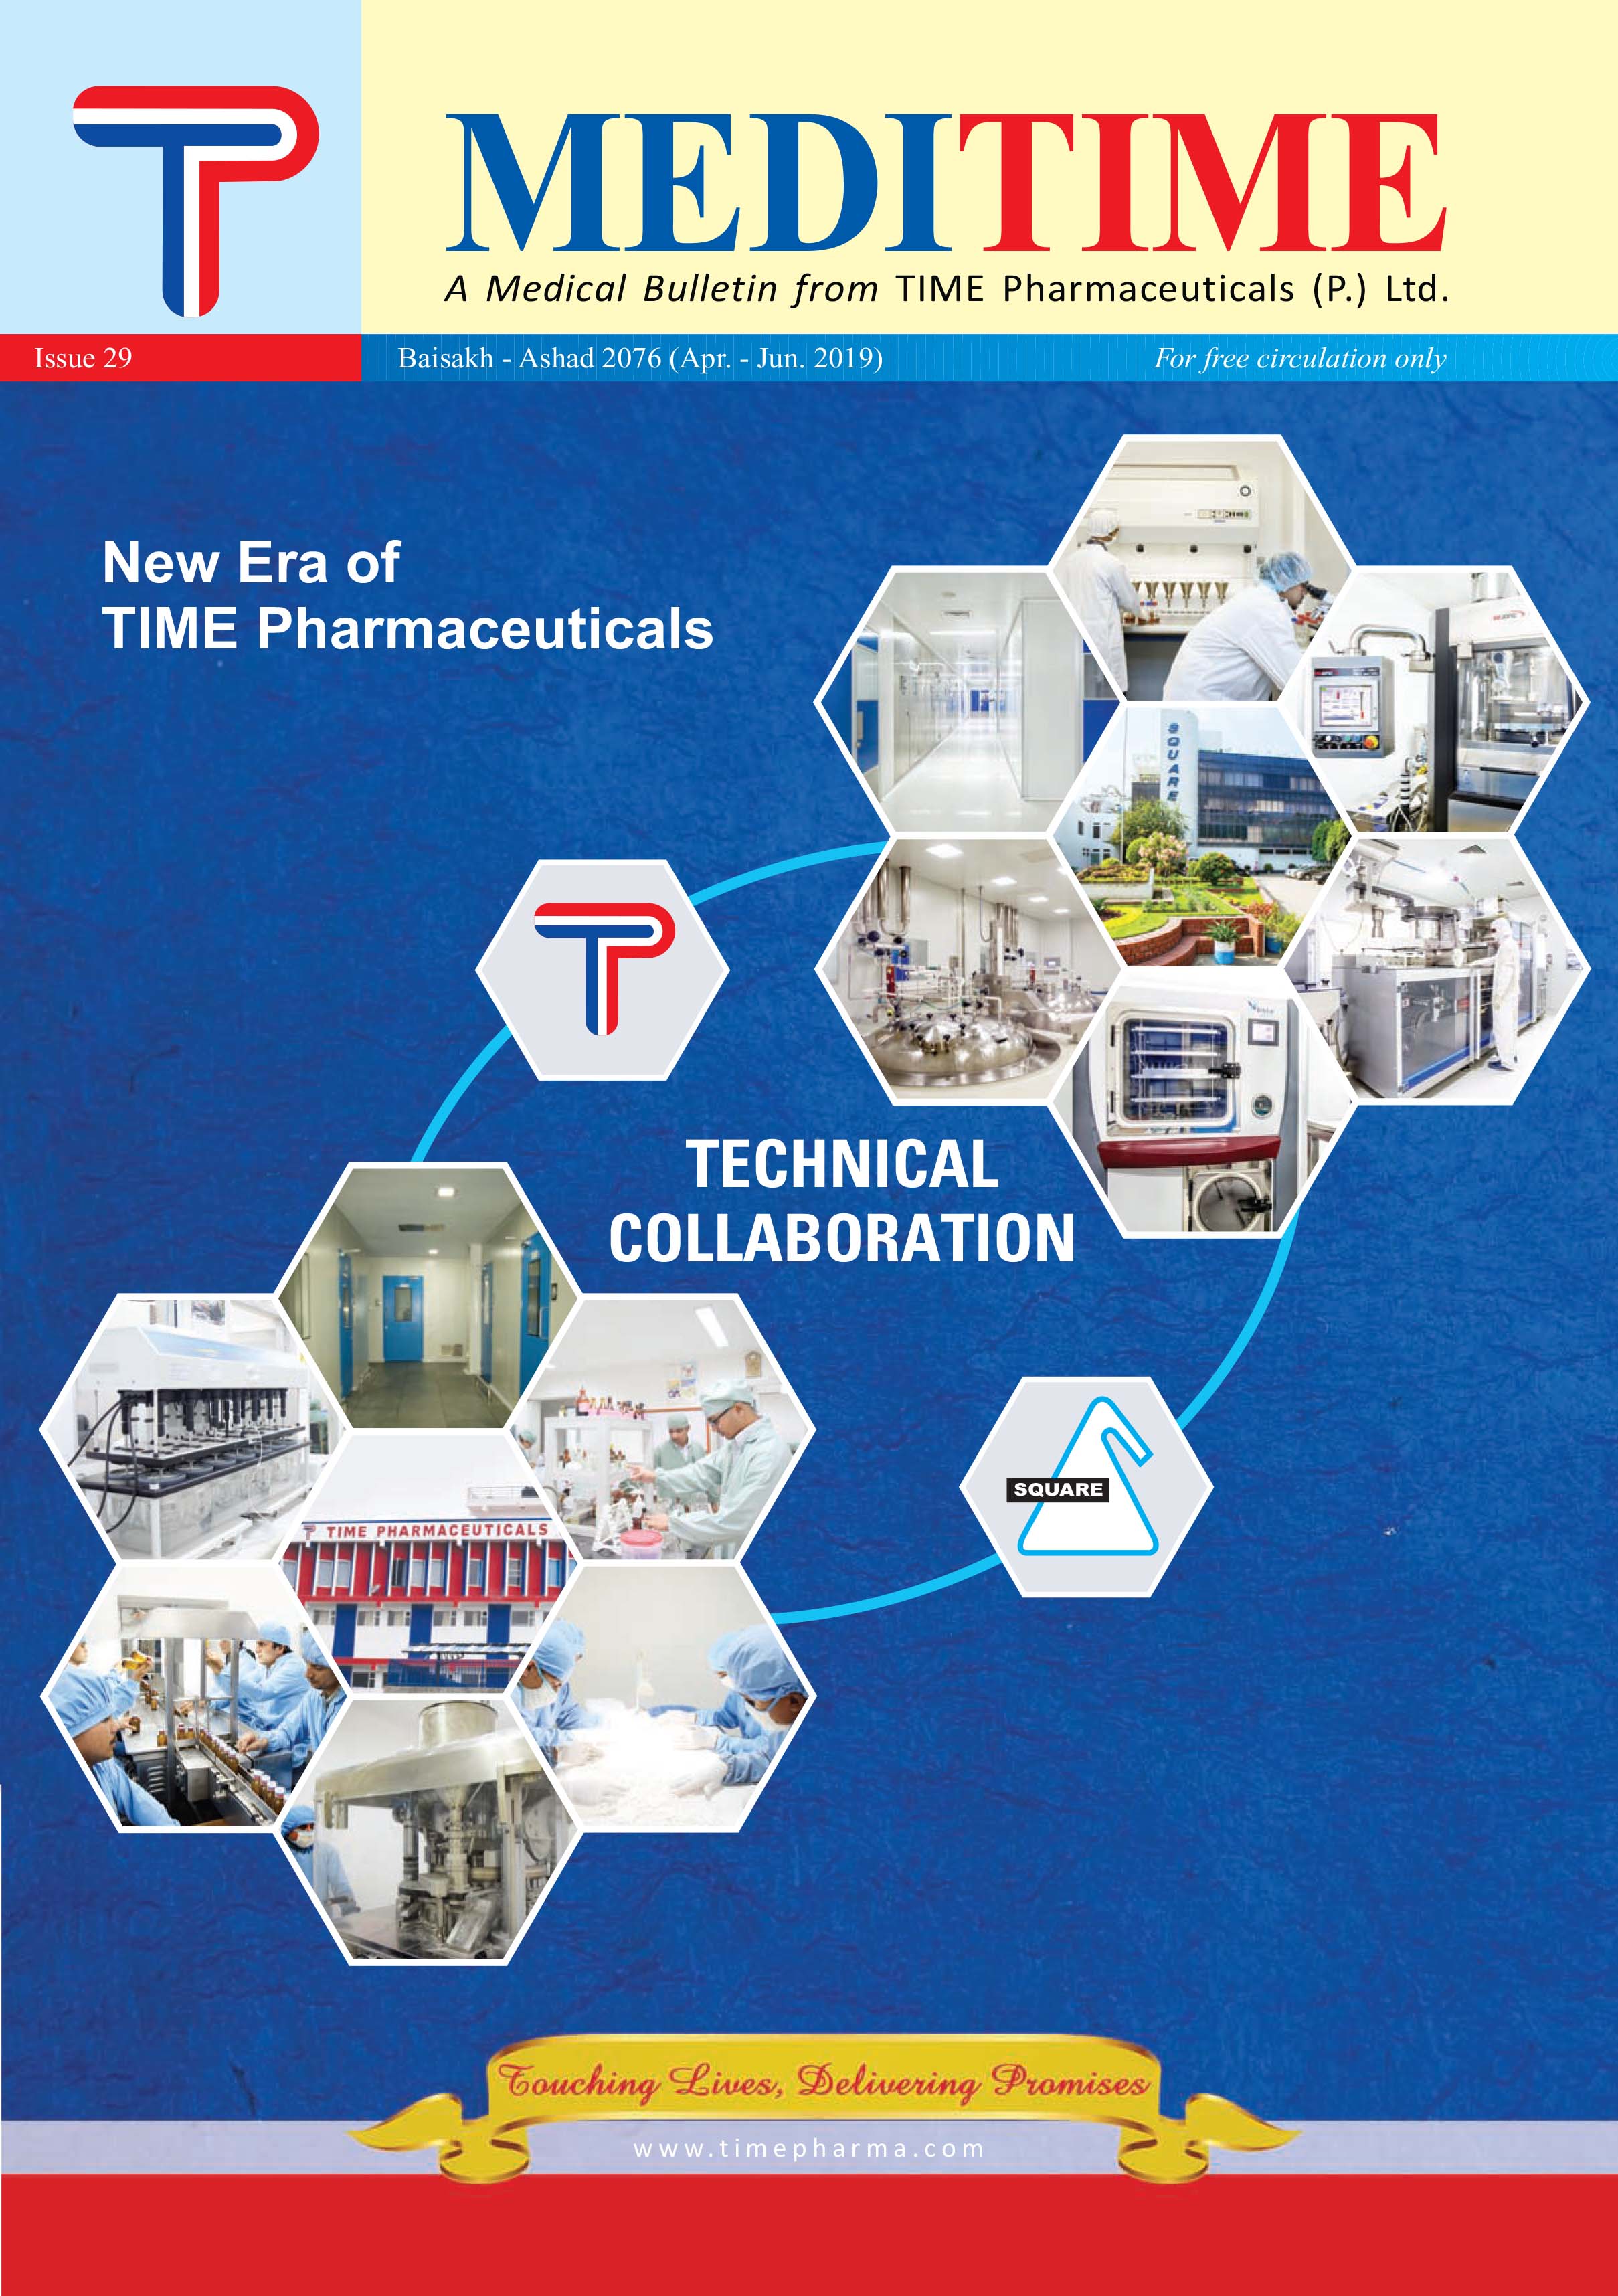 MEDITIME
A Medical Bulletin from TIME Pharmaceuticals (P.) Ltd.
Issue 29
Baisakh - Ashad 2076 (Apr. - Jun. 2019)
For free circulation only
New Era of
TIME Pharmaceuticals
SQUARE
TECHNICAL
COLLABORATION
TIME PHARMACEUTICALS
SQUARE
Touching Lives, Delivering Promises
www.timepharma.com